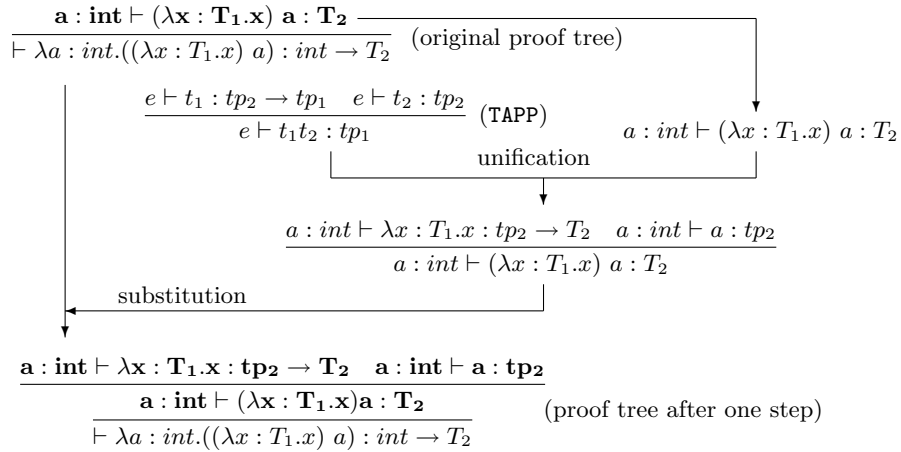 a : int ⊢ (λx : T₁.x) a : T₂
⊢ λa : int.((λx : T₁.x) a) : int → T₂ (original proof tree)
e ⊢ t₁ : tp₂ → tp₁ e ⊢ t₂ : tp₂
e ⊢ t₁t₂ : tp₁
(TAPP)
a : int ⊢ (λx : T₁.x) a : T₂
unification
a : int ⊢ λx : T₁.x : tp₂ → T₂ a : int ⊢ a : tp₂
a : int ⊢ (λx : T₁.x) a : T₂
substitution
a : int ⊢ λx : T₁.x : tp₂ → T₂ a : int ⊢ a : tp₂
a : int ⊢ (λx : T₁.x)a : T₂
⊢ λa : int.((λx : T₁.x) a) : int → T₂
(proof tree after one step)